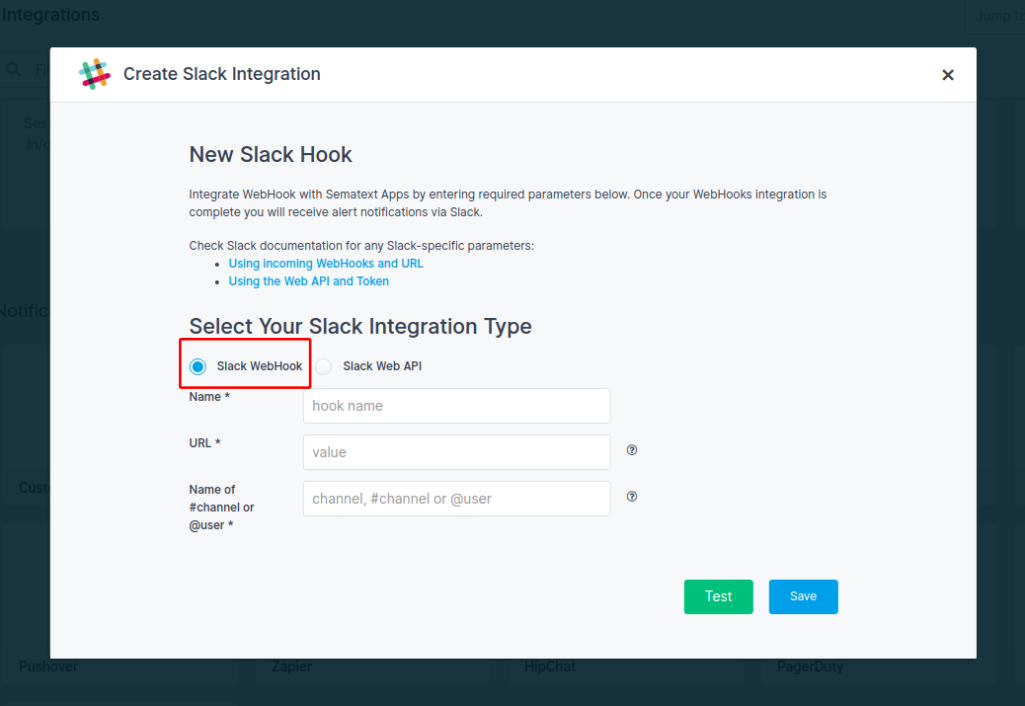 Integrations
Jump to
Create Slack Integration
New Slack Hook
Integrate WebHook with Sematext Apps by entering required parameters below. Once your WebHooks integration is
complete you will receive alert notifications via Slack.
Check Slack documentation for any Slack-specific parameters:
Using incoming WebHooks and URL
Using the Web API and Token
Select Your Slack Integration Type
Slack WebHook
Slack Web API
Name *
hook name
URL *
value
Name of
#channel or
@user *
channel, #channel or @user
Test
Save
Pushover
Zapier
HipChat
PagerDuty